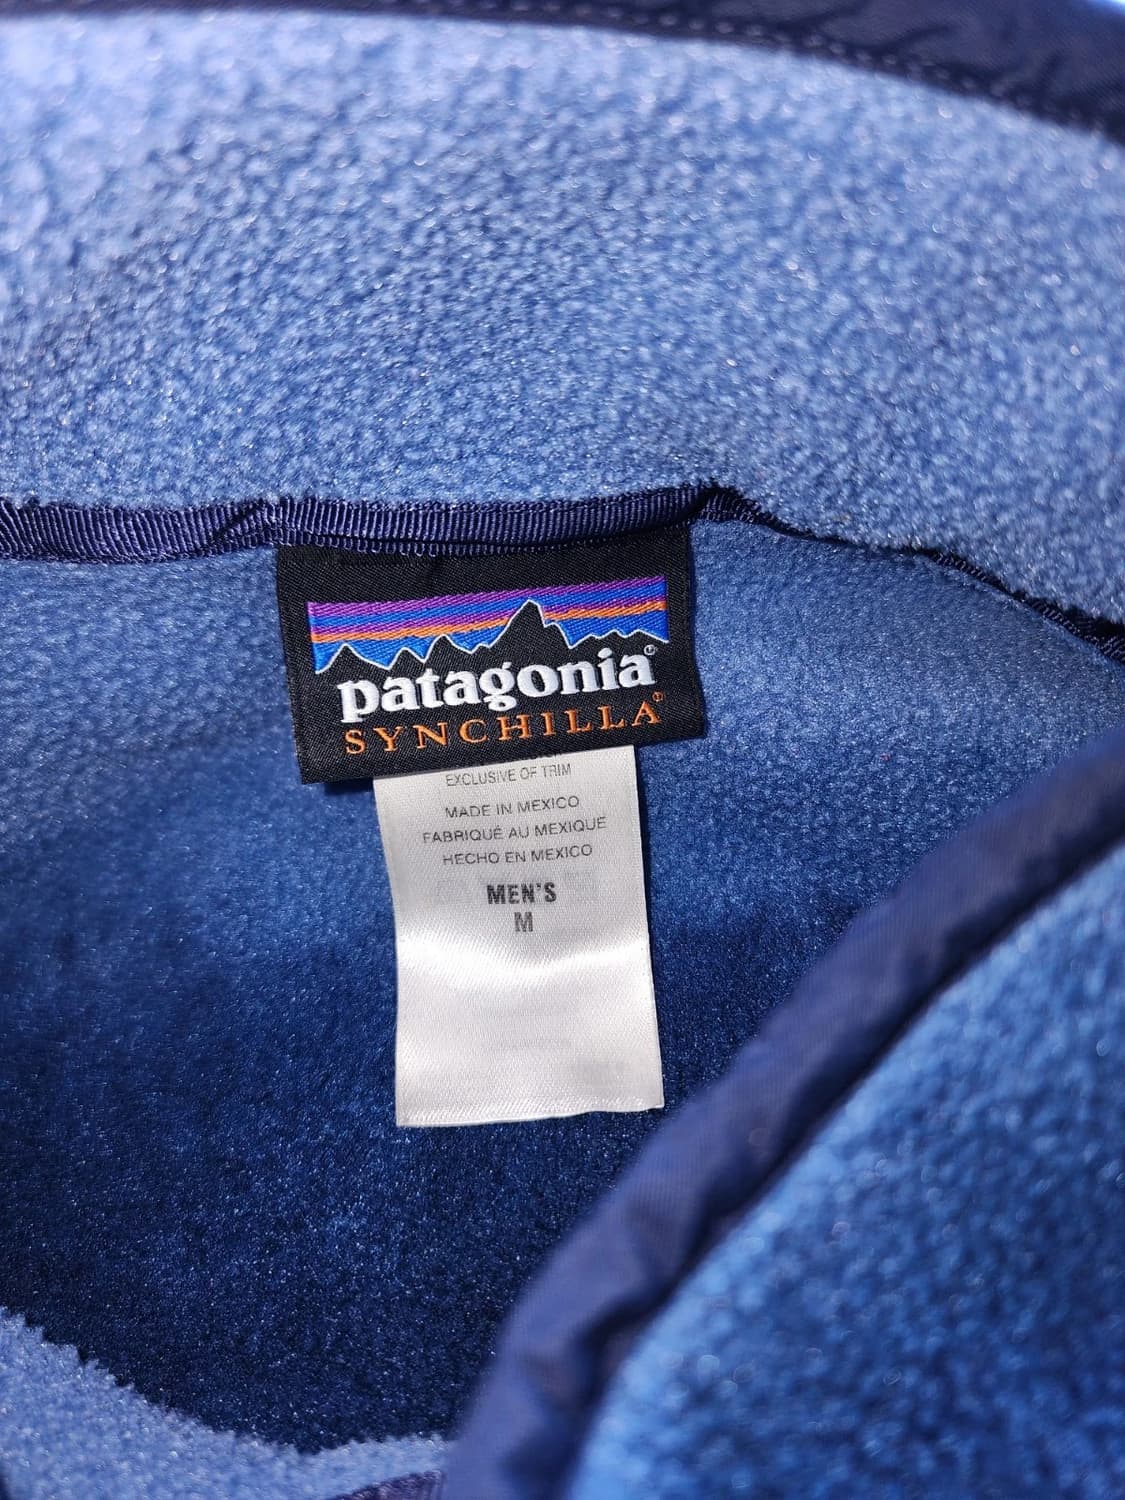 patagonia®
SYNCHILLA®
EXCLUSIVE OF TRIM
MADE IN MEXICO
FABRIQUÉ AU MEXIQUE
HECHO EN MEXICO
MEN'S
M